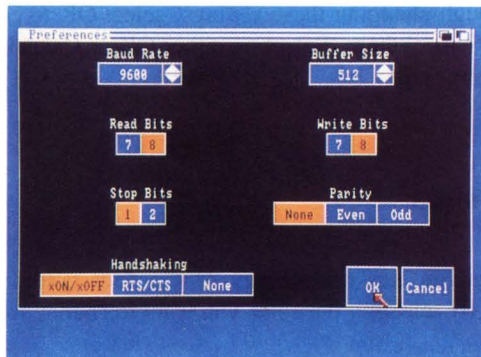 Preferences
Baud Rate
9600
Buffer Size
512
Read Bits
7 8
Write Bits
7 8
Stop Bits
1 2
Parity
None Even Odd
Handshaking
xON/xOFF RTS/CTS None
OK Cancel